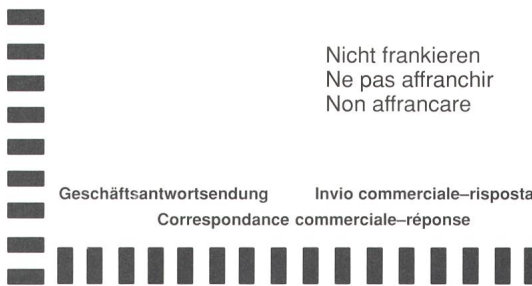 Nicht frankieren
Ne pas affranchir
Non affrancare
Geschäftsantwortsendung Invio commerciale–risposta
Correspondance commerciale–réponse